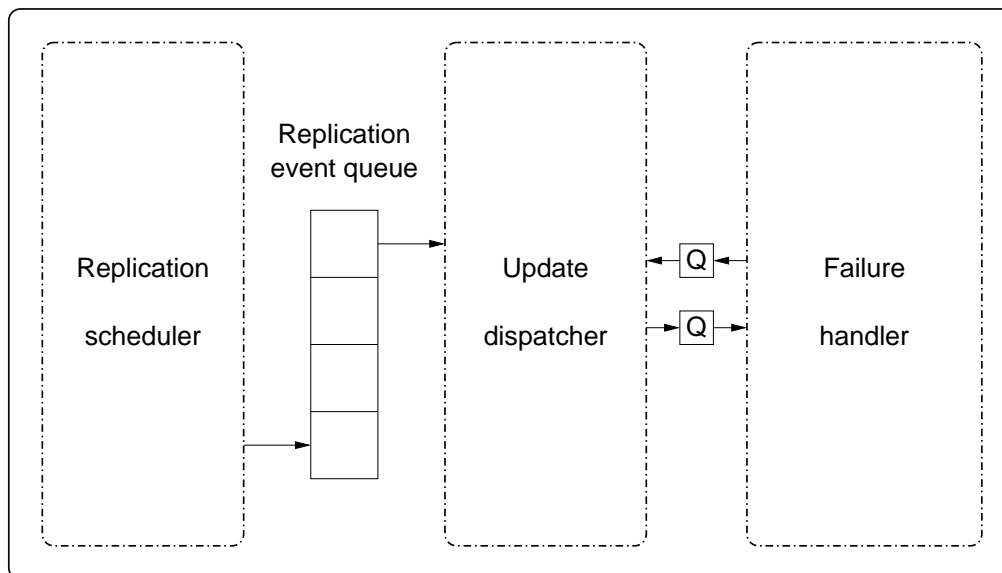 Replication
event queue
Replication
scheduler
Update
dispatcher
Q
Q
Failure
handler